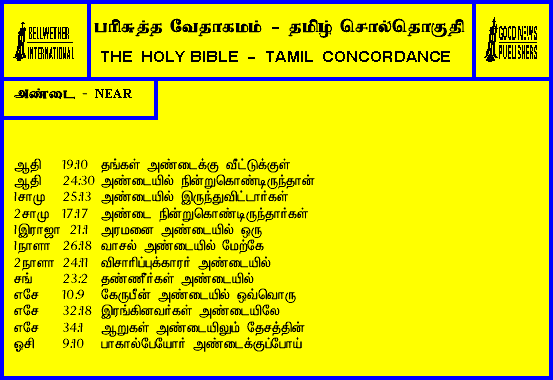 BELLWETHER
INTERNATIONAL
பரிசுத்த வேதாகமம் - தமிழ் சொல்தொகுதி
THE HOLY BIBLE - TAMIL CONCORDANCE
GOOD NEWS
PUBLISHERS
அண்டை - NEAR
ஆதி 19:10 தங்கள் அண்டைக்கு வீட்டுக்குள்
ஆதி 24:30 அண்டையில் நின்றுகொண்டிருந்தான்
1சாமு 25:13 அண்டையில் இருந்துவிட்டார்கள்
2சாமு 17:17 அண்டை நின்றுகொண்டிருந்தார்கள்
1இராஜா 21:1 அரமனை அண்டையில் ஒரு
1நாளா 26:18 வாசல் அண்டையில் மேற்கே
2நாளா 24:11 விசாரிப்புக்காரர் அண்டையில்
சங் 23:2 தண்ணீர்கள் அண்டையில்
எசே 10:9 கேருபீன் அண்டையில் ஒவ்வொரு
எசே 32:18 இரங்கினவர்கள் அண்டையிலே
எசே 34:1 ஆறுகள் அண்டையிலும் தேசத்தின்
ஓசி 9:10 பாகால்பேயோர் அண்டைக்குப்போய்